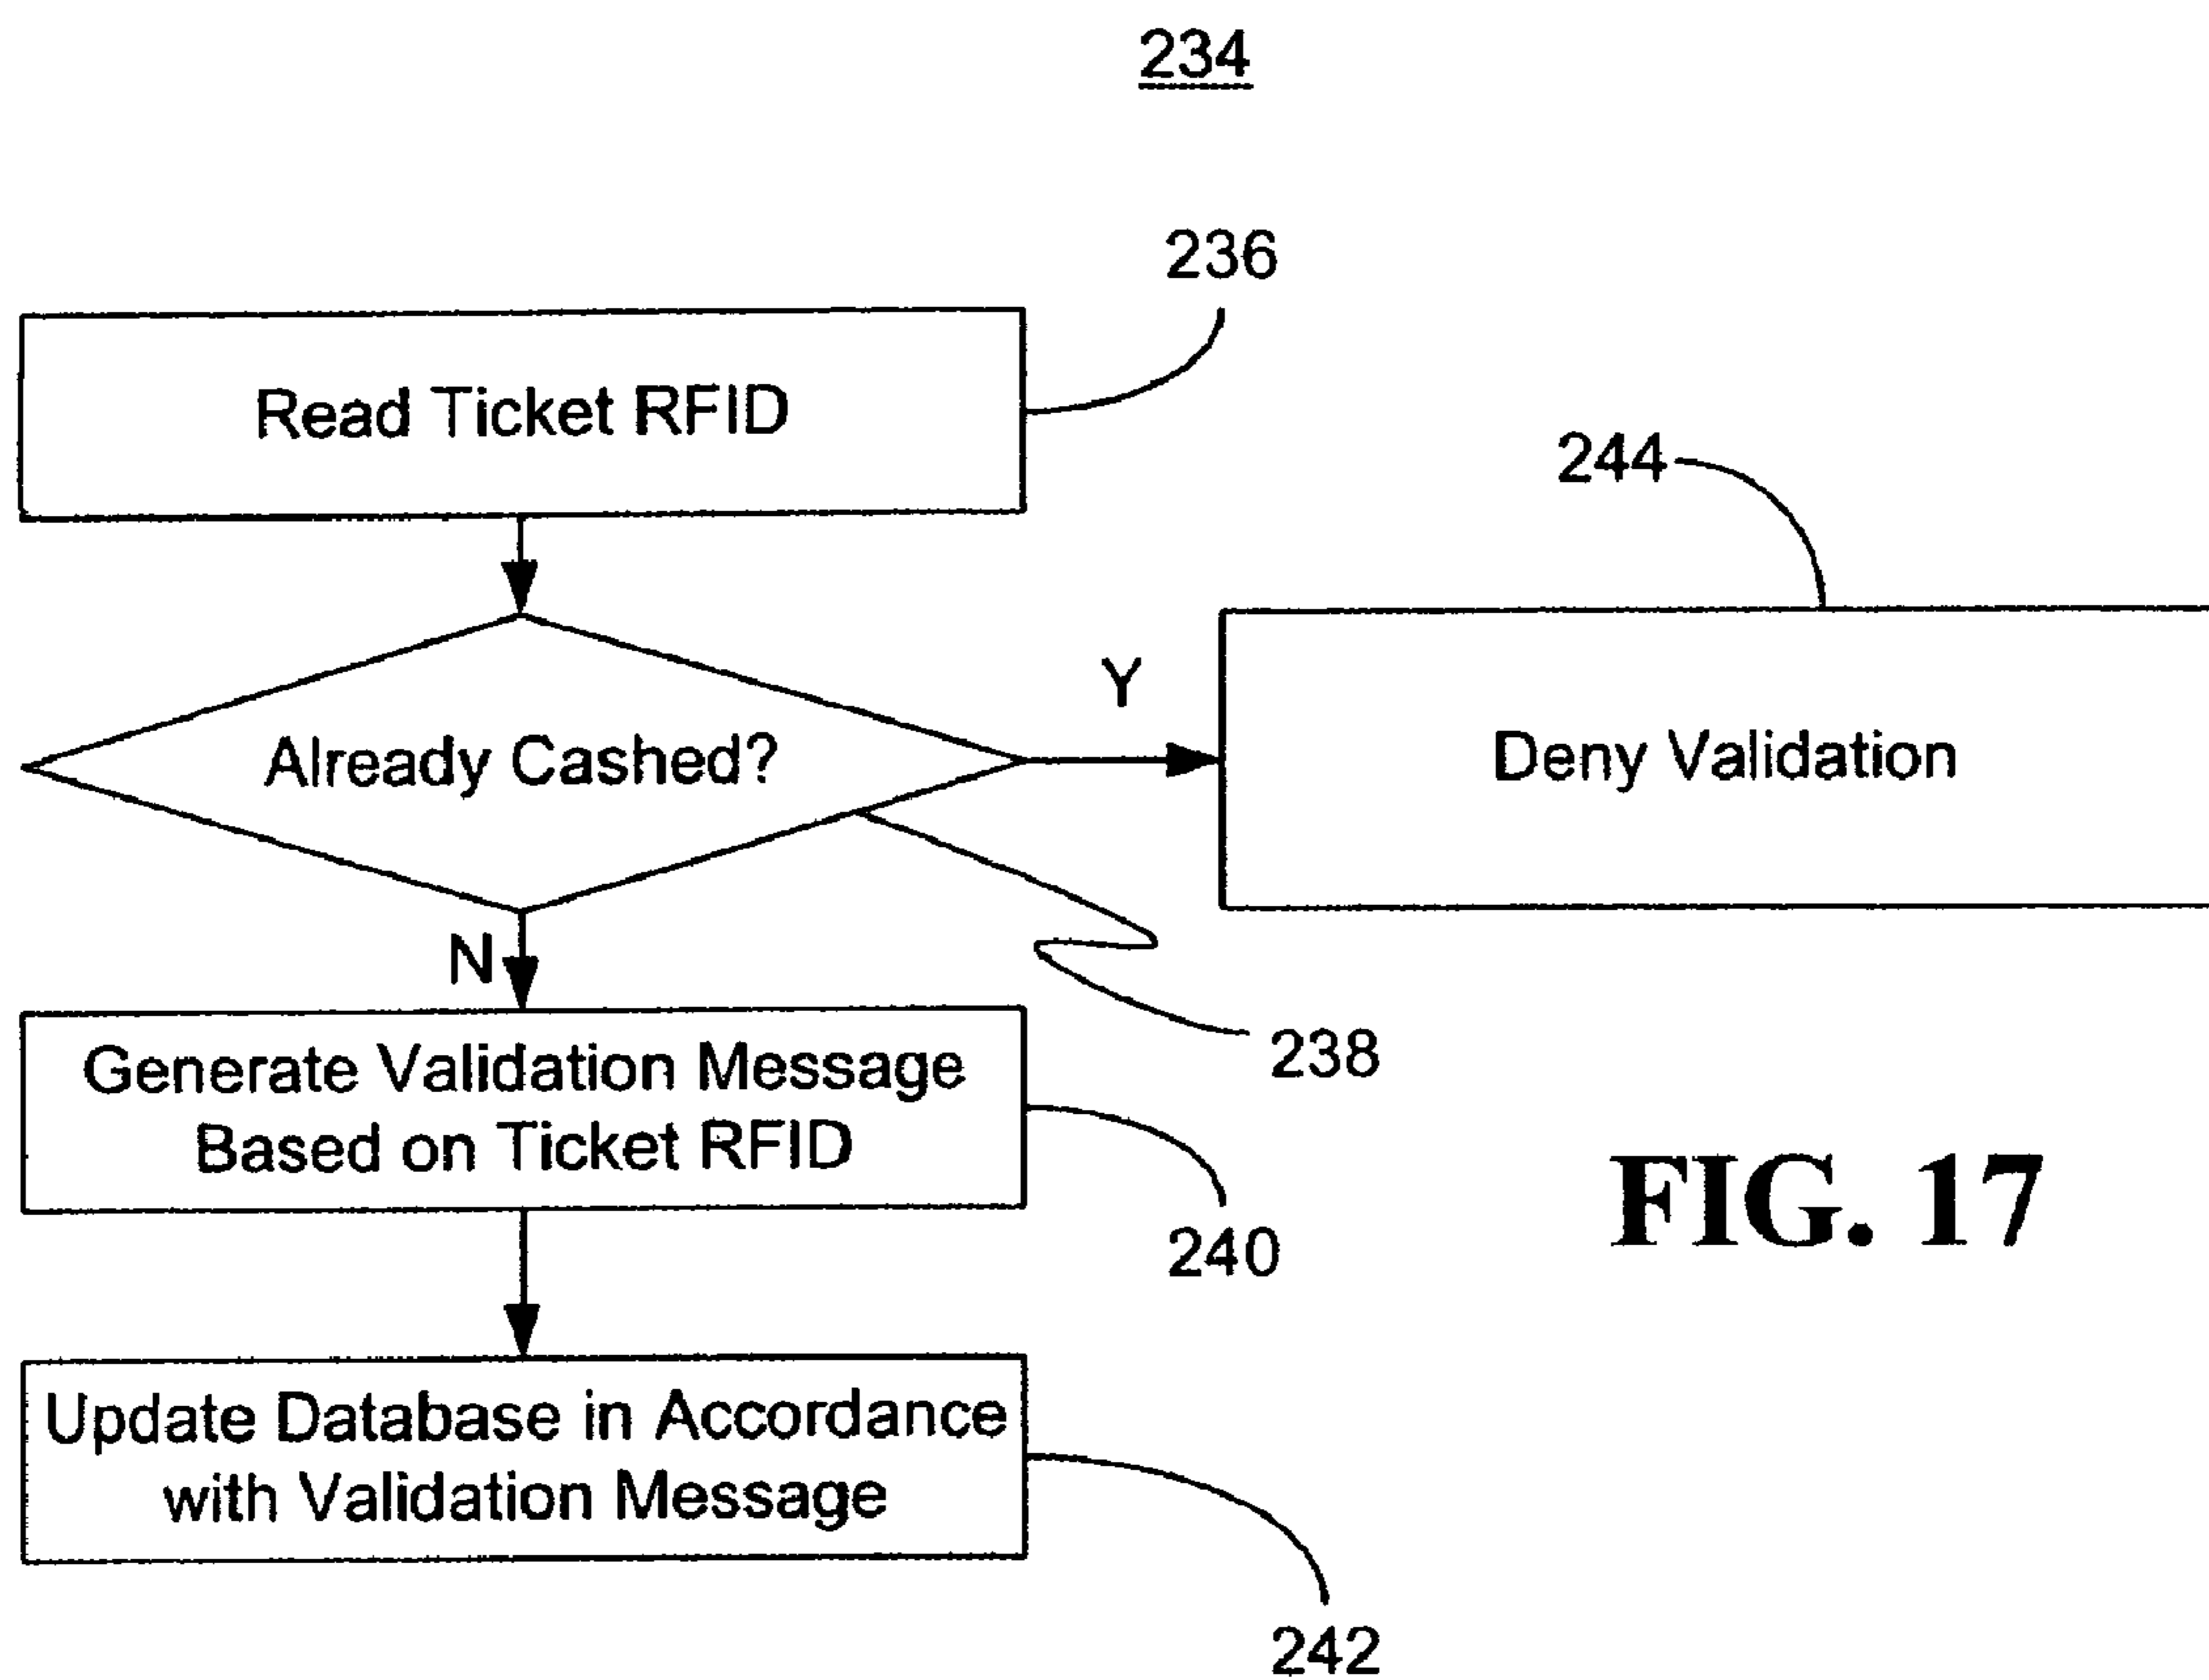 234
236
Read Ticket RFID
244
Already Cashed?
Y
Deny Validation
N
238
Generate Validation Message
Based on Ticket RFID
240
FIG. 17
Update Database in Accordance
with Validation Message
242